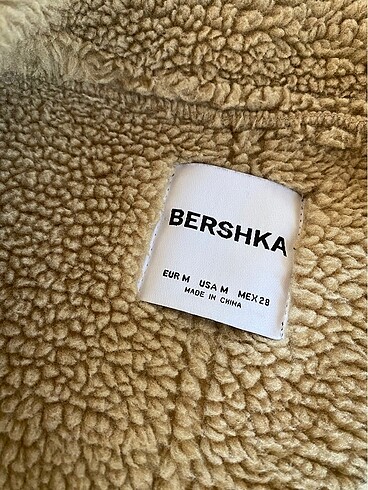 BERSHKA
EUR M USA M MEX 28
MADE IN CHINA